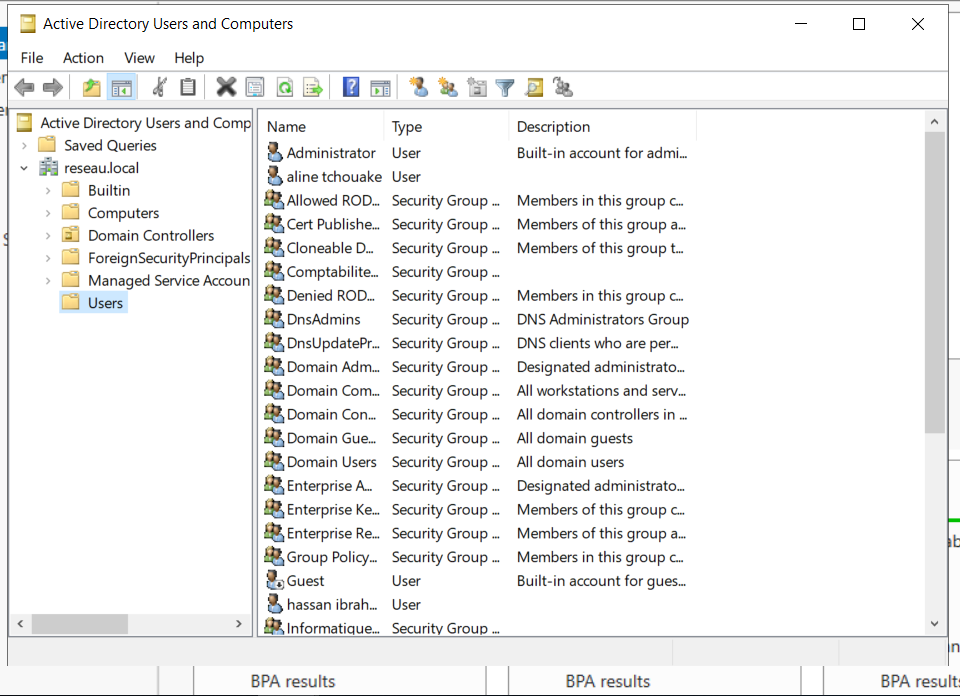 Active Directory Users and Computers
File Action View Help
Active Directory Users and Comp
Saved Queries
reseau.local
Builtin
Computers
Domain Controllers
ForeignSecurityPrincipals
Managed Service Accoun
Users
Name Type Description
Administrator User Built-in account for admi...
aline tchouake User
Allowed ROD... Security Group ... Members in this group c...
Cert Publishe... Security Group ... Members of this group a...
Cloneable D... Security Group ... Members of this group t...
Comptabilite... Security Group ...
Denied ROD... Security Group ... Members in this group c...
DnsAdmins Security Group ... DNS Administrators Group
DnsUpdatePr... Security Group ... DNS clients who are per...
Domain Adm... Security Group ... Designated administrato...
Domain Com... Security Group ... All workstations and serv...
Domain Con... Security Group ... All domain controllers in ...
Domain Gue... Security Group ... All domain guests
Domain Users Security Group ... All domain users
Enterprise A... Security Group ... Designated administrato...
Enterprise Ke... Security Group ... Members of this group c...
Enterprise Re... Security Group ... Members of this group a...
Group Policy... Security Group ... Members in this group c...
Guest User Built-in account for gues...
hassan ibrah... User
Informatique... Security Group ...
BPA results BPA results BPA results